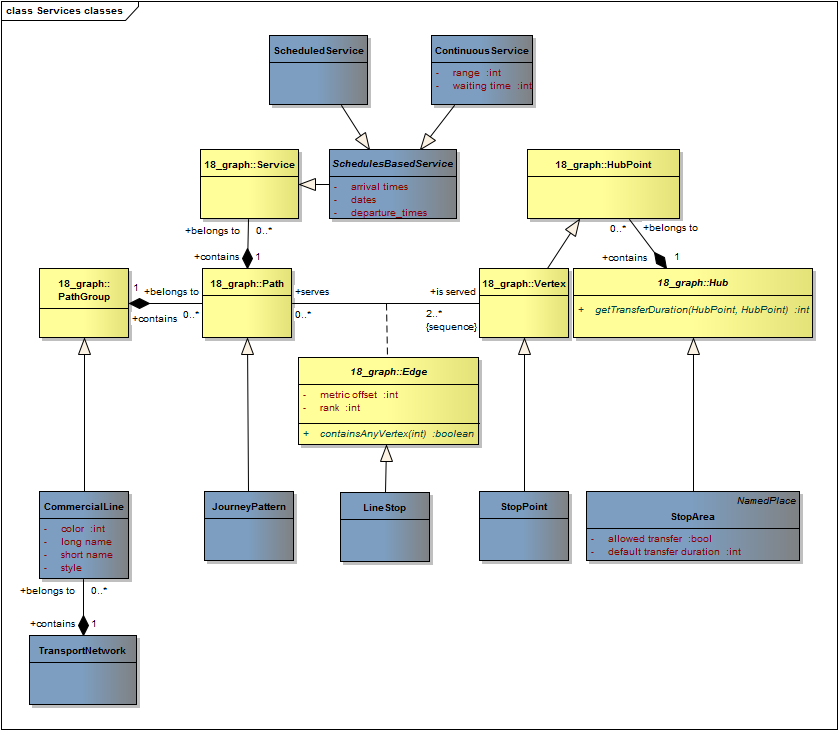 class Services classes
ScheduledService
ContinuousService
- range :int
- waiting time :int
18_graph::Service
SchedulesBasedService
- arrival times
- dates
- departure_times
18_graph::HubPoint
+belongs to 0..*
+contains 1
0..* +belongs to
+contains 1
18_graph::
PathGroup
1 +belongs to
+contains 0..*
18_graph::Path
+serves
0..*
+is served
2..*
{sequence}
18_graph::Vertex
18_graph::Hub
+ getTransferDuration(HubPoint, HubPoint) :int
18_graph::Edge
- metric offset :int
- rank :int
+ containsAnyVertex(int) :boolean
CommercialLine
- color :int
- long name
- short name
- style
JourneyPattern
LineStop
StopPoint
NamedPlace
StopArea
- allowed transfer :bool
- default transfer duration :int
+belongs to 0..*
+contains 1
TransportNetwork